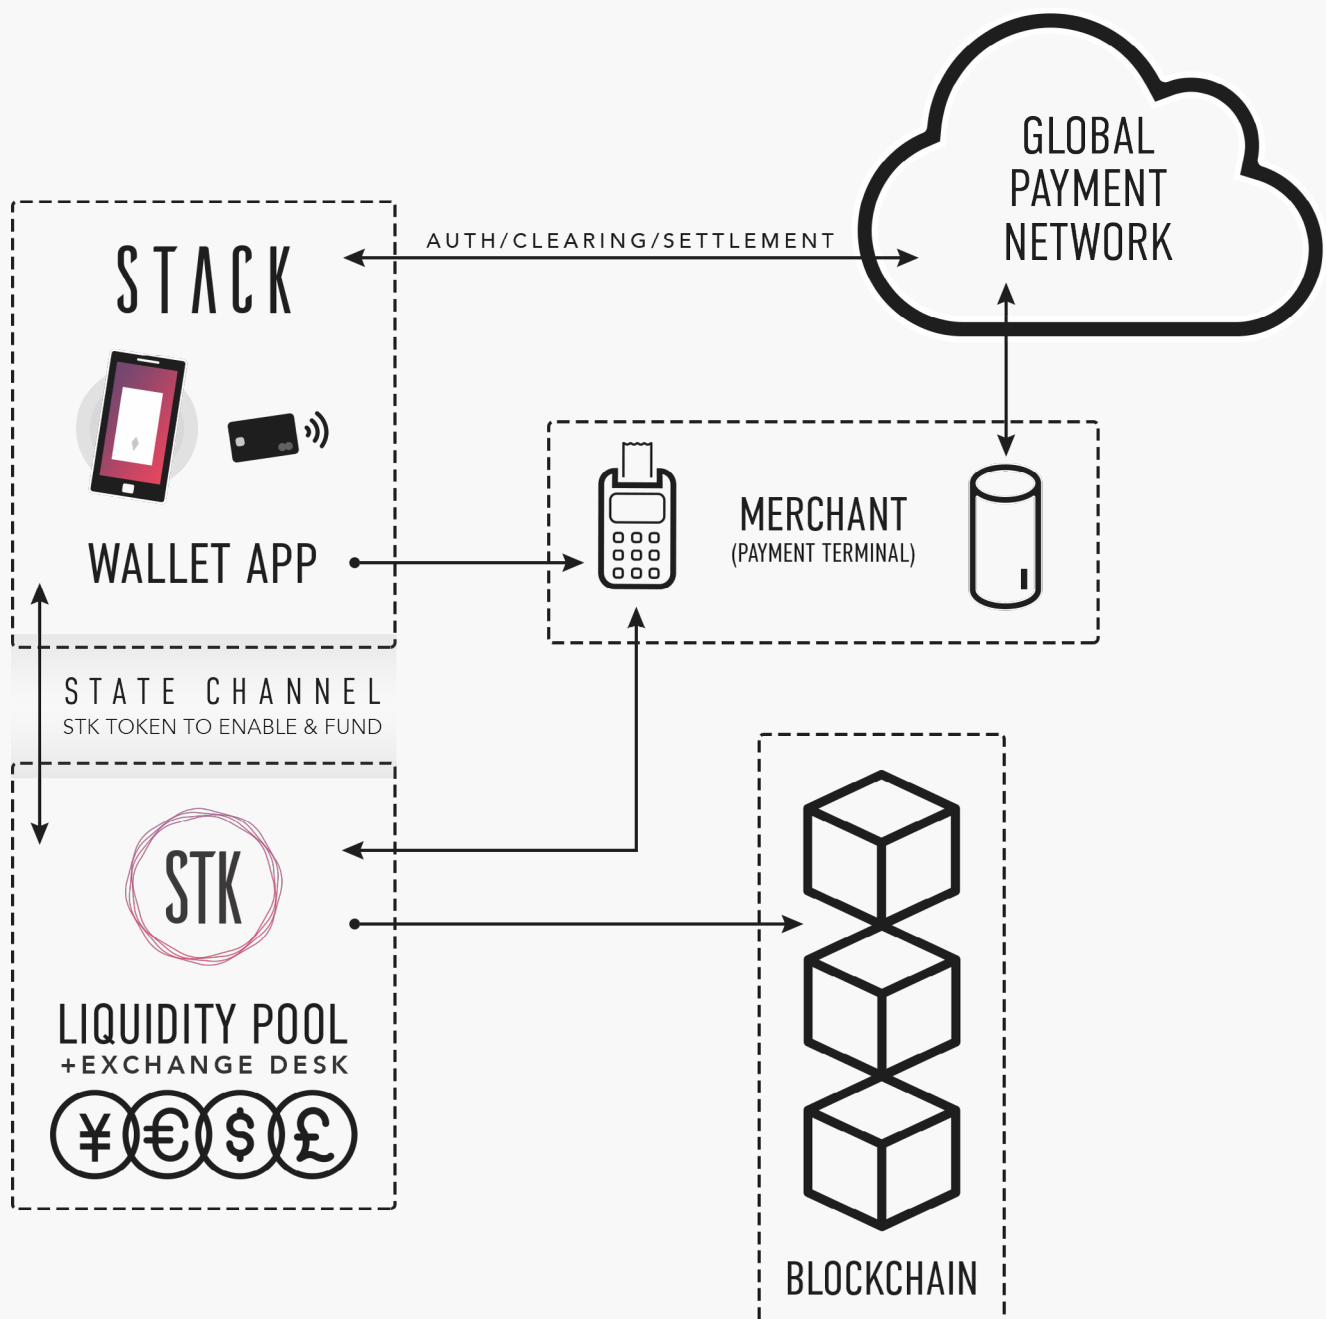 GLOBAL
PAYMENT
NETWORK
AUTH/CLEARING/SETTLEMENT
STACK
WALLET APP
MERCHANT
(PAYMENT TERMINAL)
STATE CHANNEL
STK TOKEN TO ENABLE & FUND
STK
LIQUIDITY POOL
+EXCHANGE DESK
¥ € $ £
BLOCKCHAIN